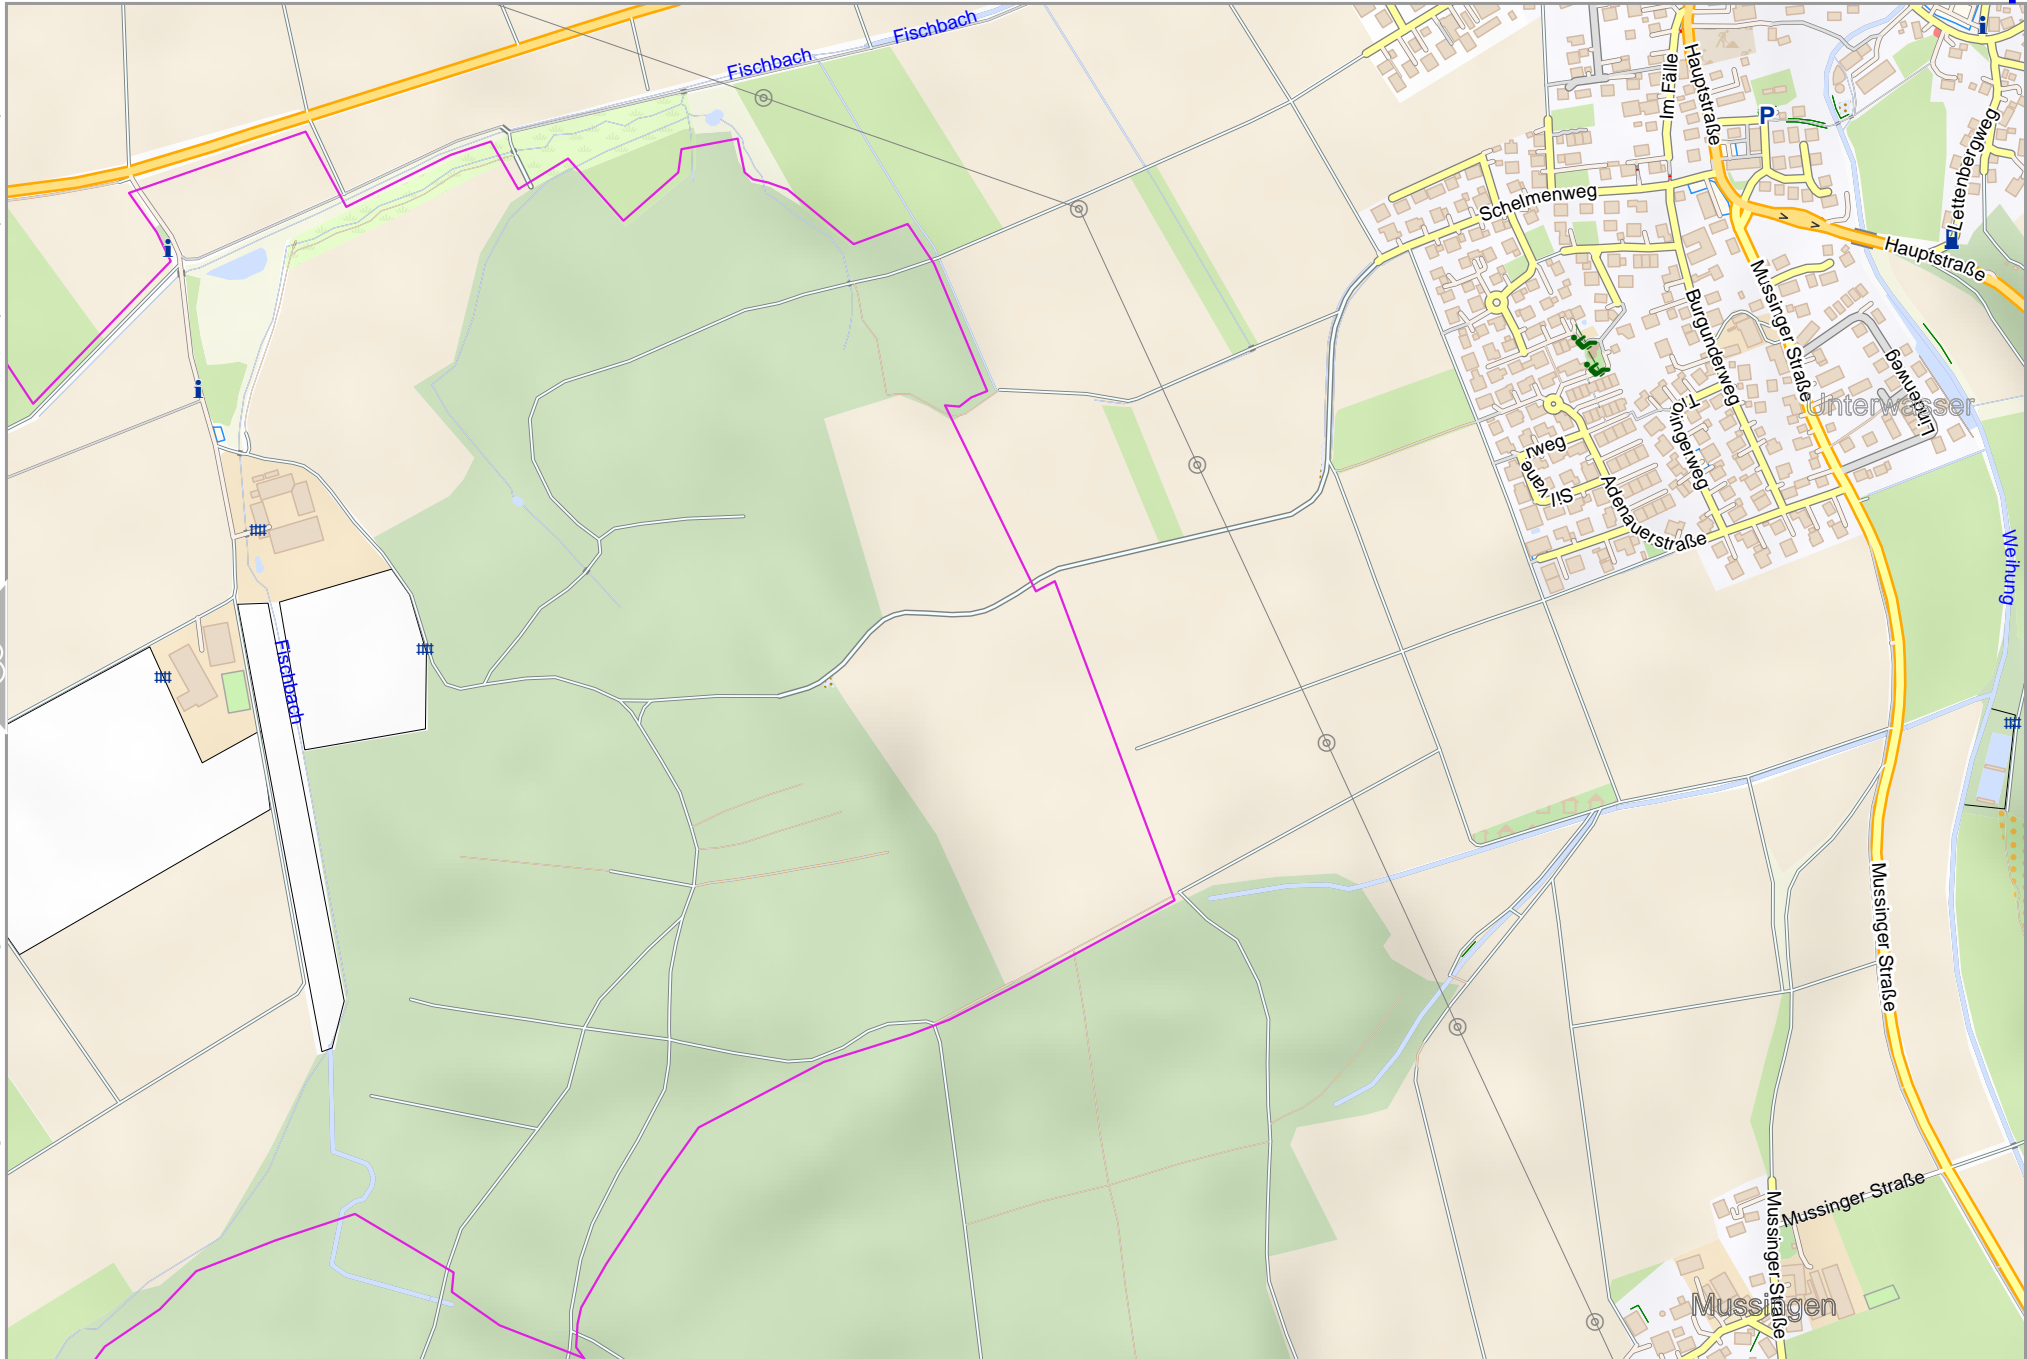 Fischbach
Fischbach
Im Fälle
Hauptstraße
P
Lettenbergweg
Schelmenweg
Hauptstraße
Mussinger Straße
Burgunderweg
Lindenweg
Unterwasser
Adenauerstraße
Weihung
Fischbach
Mussinger Straße
Mussinger Straße
Mussinger Straße
Mussingen